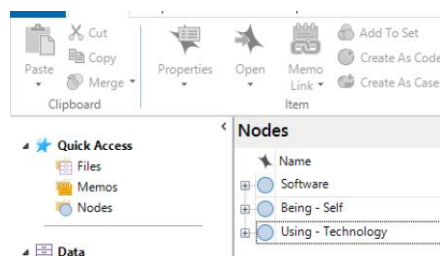 Cut
Copy
Paste
Merge
Clipboard
Properties
Open
Memo
Link
Add To Set
Create As Code
Create As Case
Item
Quick Access
Files
Memos
Nodes
Data
Nodes
Name
Software
Being - Self
Using - Technology